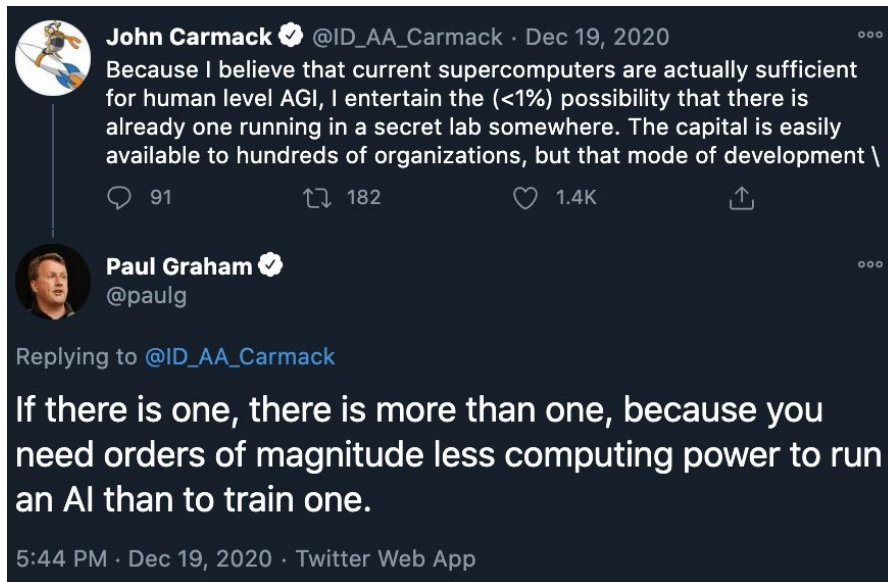 John Carmack @ID_AA_Carmack · Dec 19, 2020
Because I believe that current supercomputers are actually sufficient
for human level AGI, I entertain the (<1%) possibility that there is
already one running in a secret lab somewhere. The capital is easily
available to hundreds of organizations, but that mode of development \
91 182 1.4K
Paul Graham
@paulg
Replying to @ID_AA_Carmack
If there is one, there is more than one, because you
need orders of magnitude less computing power to run
an AI than to train one.
5:44 PM · Dec 19, 2020 · Twitter Web App